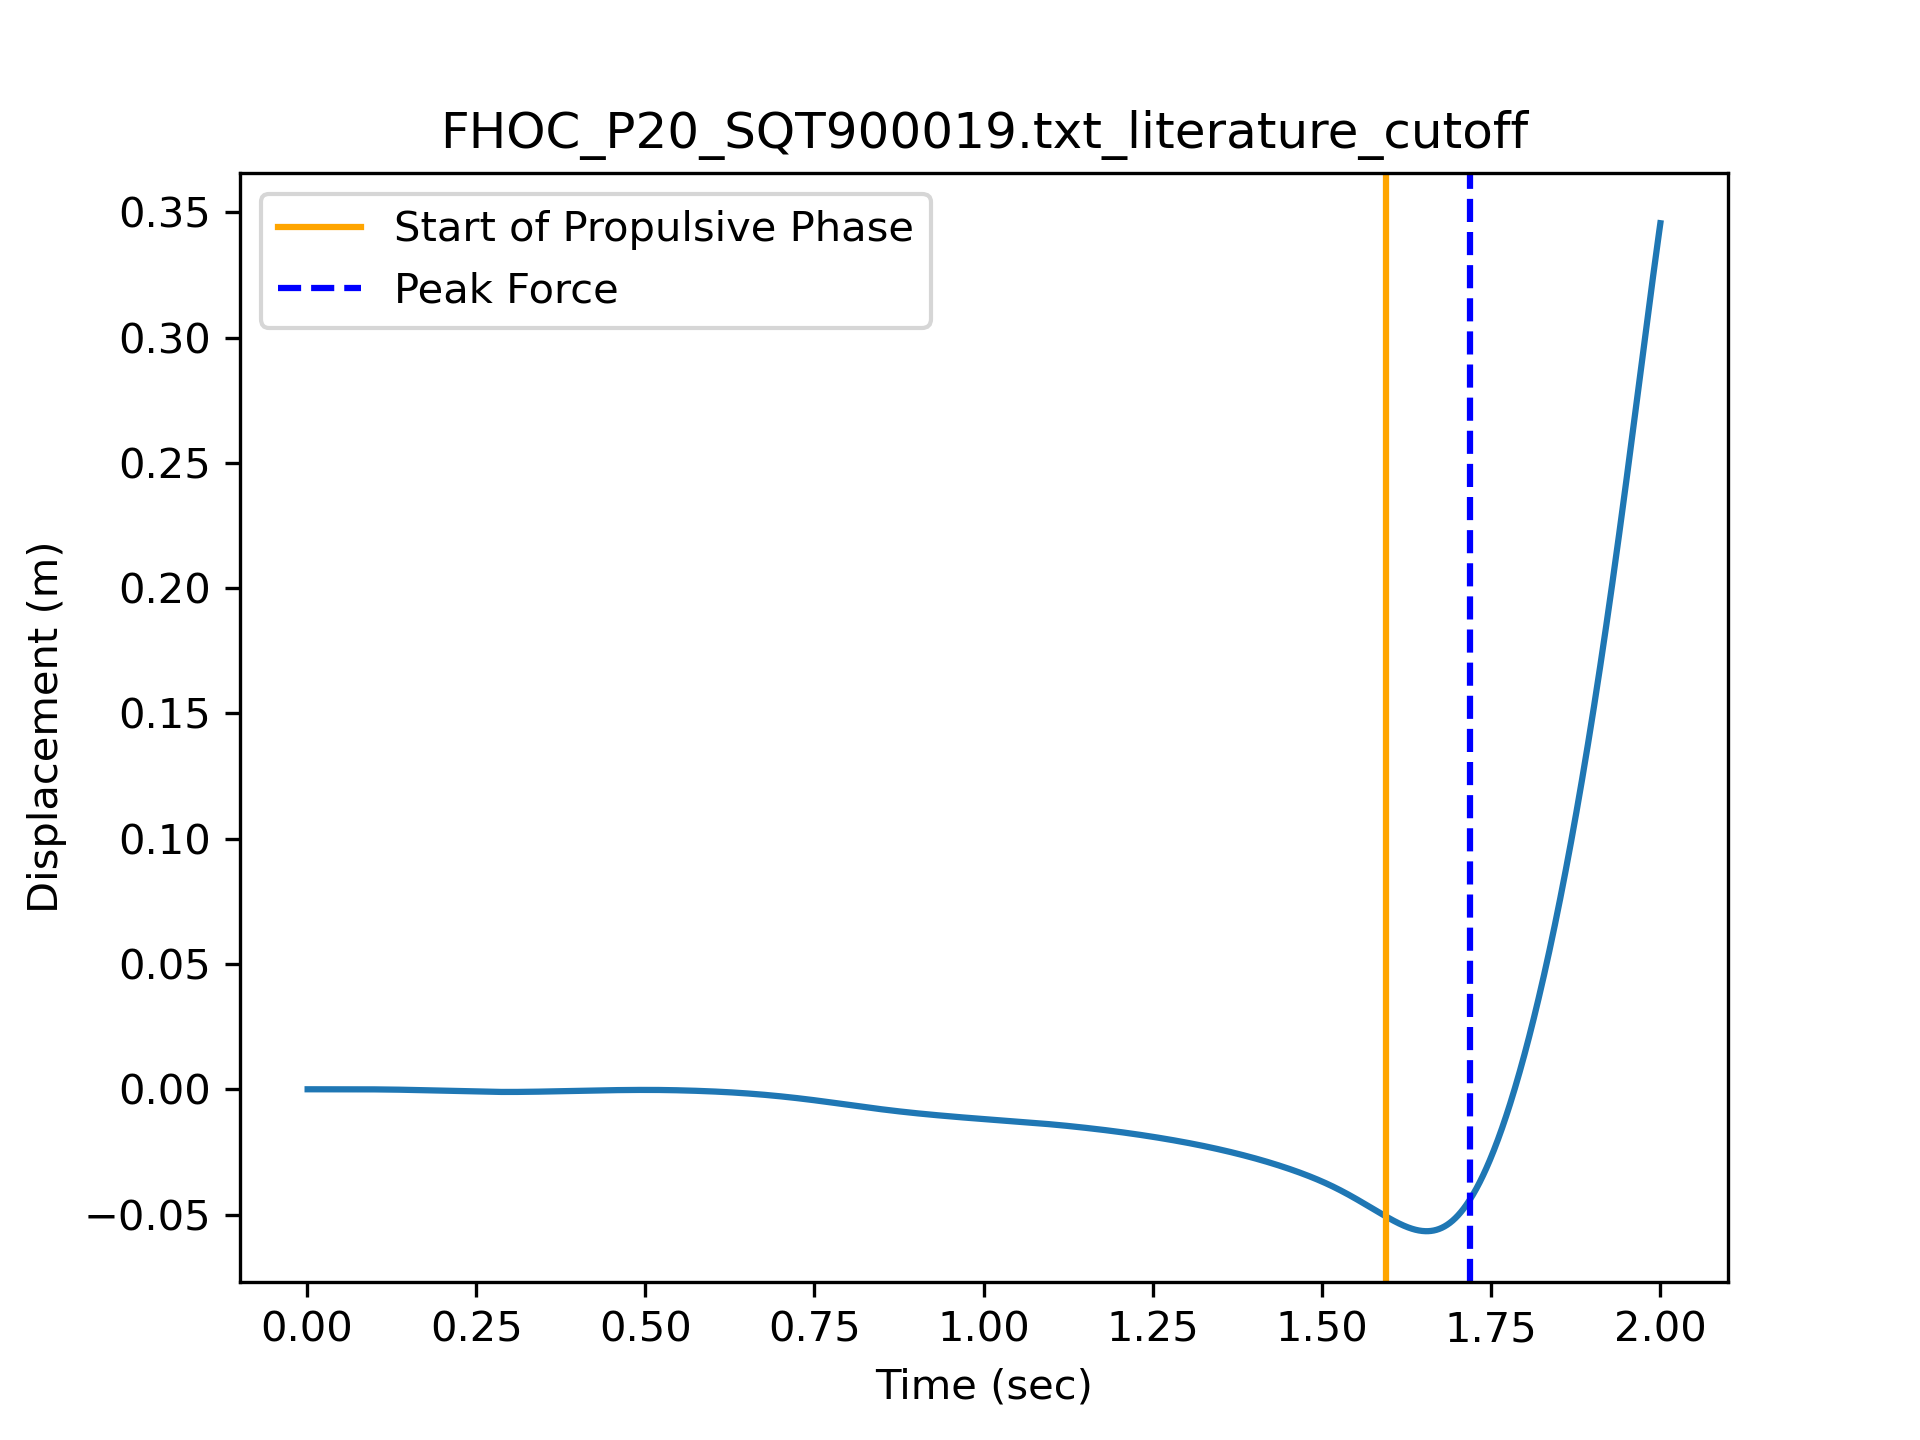 FHOC_P20_SQT900019.txt_literature_cutoff
Start of Propulsive Phase
Peak Force
0.35
0.30
0.25
0.20
0.15
0.10
0.05
0.00
−0.05
Displacement (m)
0.00 0.25 0.50 0.75 1.00 1.25 1.50 1.75 2.00
Time (sec)